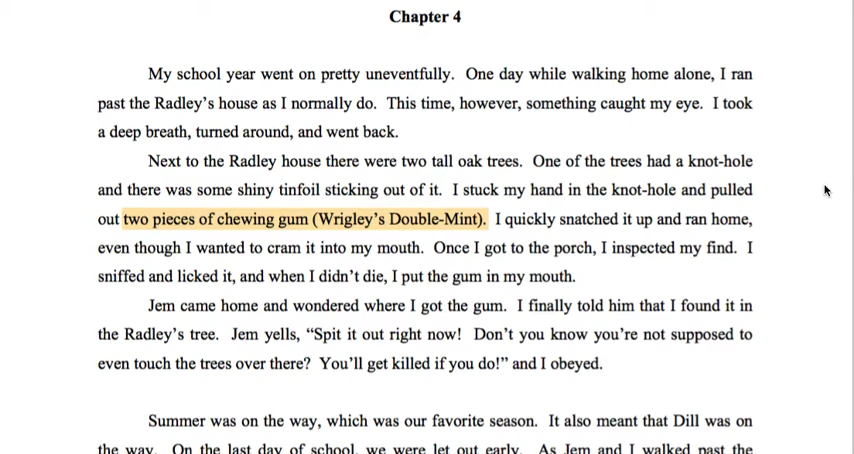 Chapter 4
My school year went on pretty uneventfully. One day while walking home alone, I ran
past the Radley’s house as I normally do. This time, however, something caught my eye. I took
a deep breath, turned around, and went back.
Next to the Radley house there were two tall oak trees. One of the trees had a knot-hole
and there was some shiny tinfoil sticking out of it. I stuck my hand in the knot-hole and pulled
out two pieces of chewing gum (Wrigley’s Double-Mint). I quickly snatched it up and ran home,
even though I wanted to cram it into my mouth. Once I got to the porch, I inspected my find. I
sniffed and licked it, and when I didn’t die, I put the gum in my mouth.
Jem came home and wondered where I got the gum. I finally told him that I found it in
the Radley’s tree. Jem yells, “Spit it out right now! Don’t you know you’re not supposed to
even touch the trees over there? You’ll get killed if you do!” and I obeyed.
Summer was on the way, which was our favorite season. It also meant that Dill was on
the way. On the last day of school, we were let out early. As Jem and I walked past the